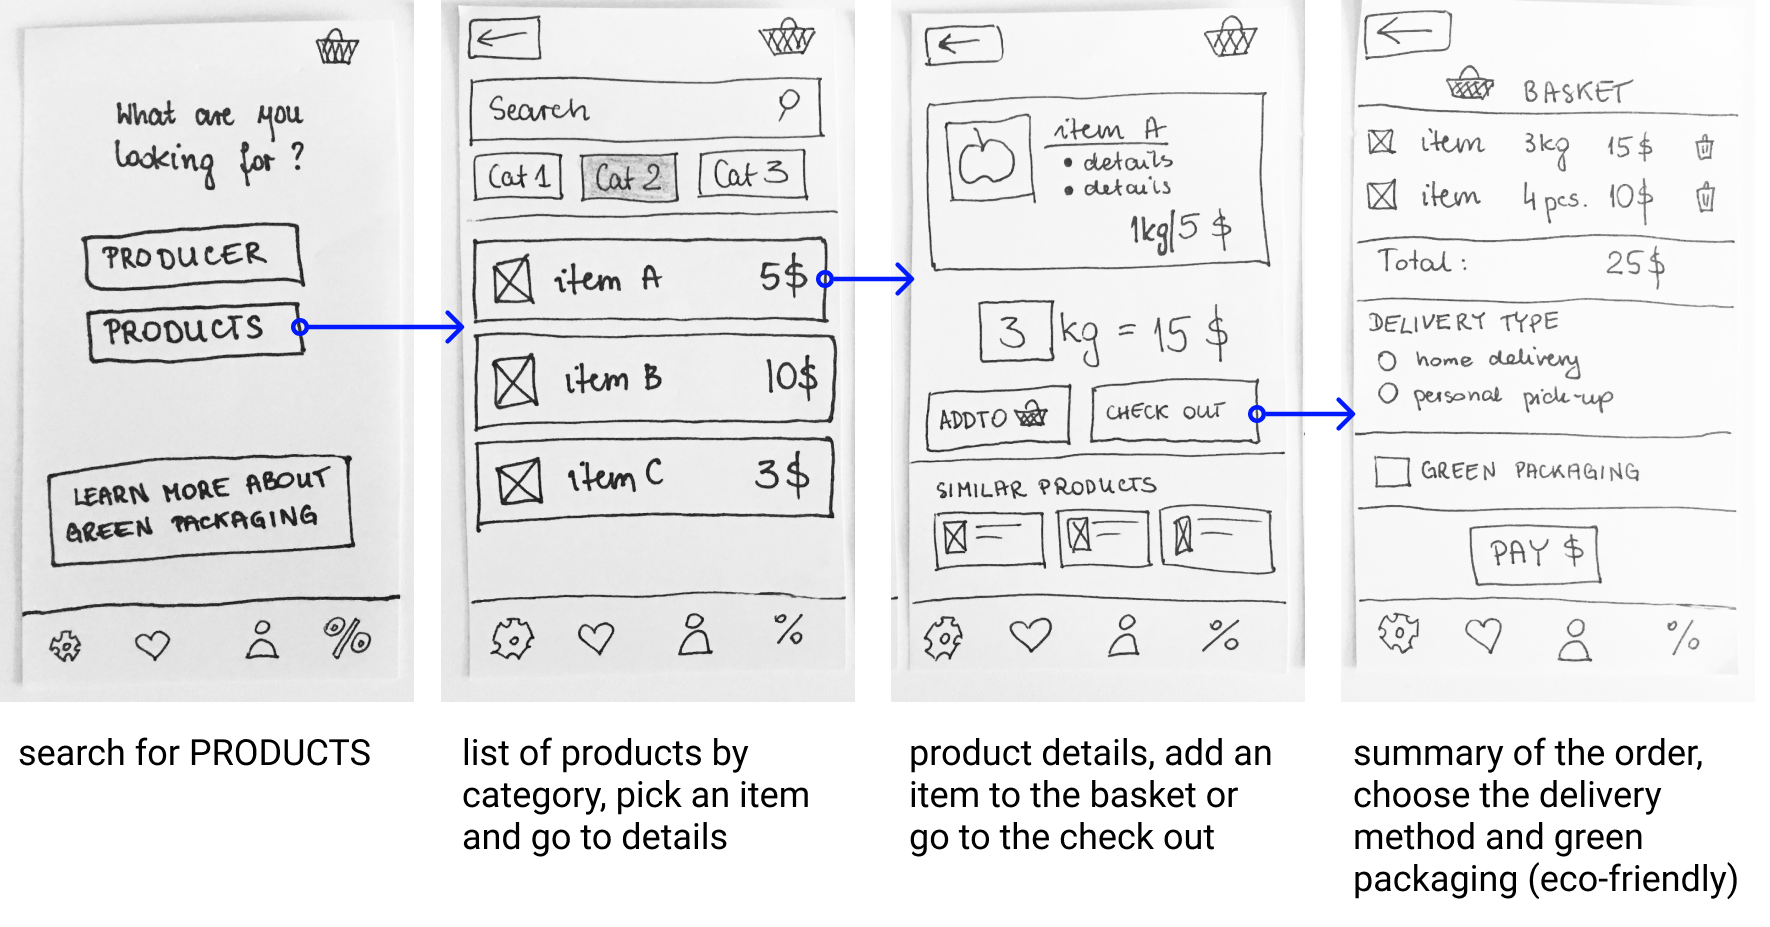 What are you
looking for ?
PRODUCER
PRODUCTS
LEARN MORE ABOUT
GREEN PACKAGING
%
search for PRODUCTS
Search
Cat 1
Cat 2
Cat 3
item A 5$
item B 10$
item C 3$
%
list of products by
category, pick an item
and go to details
item A
• details
• details
1kg/5 $
3 kg = 15 $
ADD TO
CHECK OUT
SIMILAR PRODUCTS
%
product details, add an
item to the basket or
go to the check out
BASKET
item 3kg 15$
item 4 pcs. 10$
Total : 25$
DELIVERY TYPE
home delivery
personal pick-up
GREEN PACKAGING
PAY $
%
summary of the order,
choose the delivery
method and green
packaging (eco-friendly)